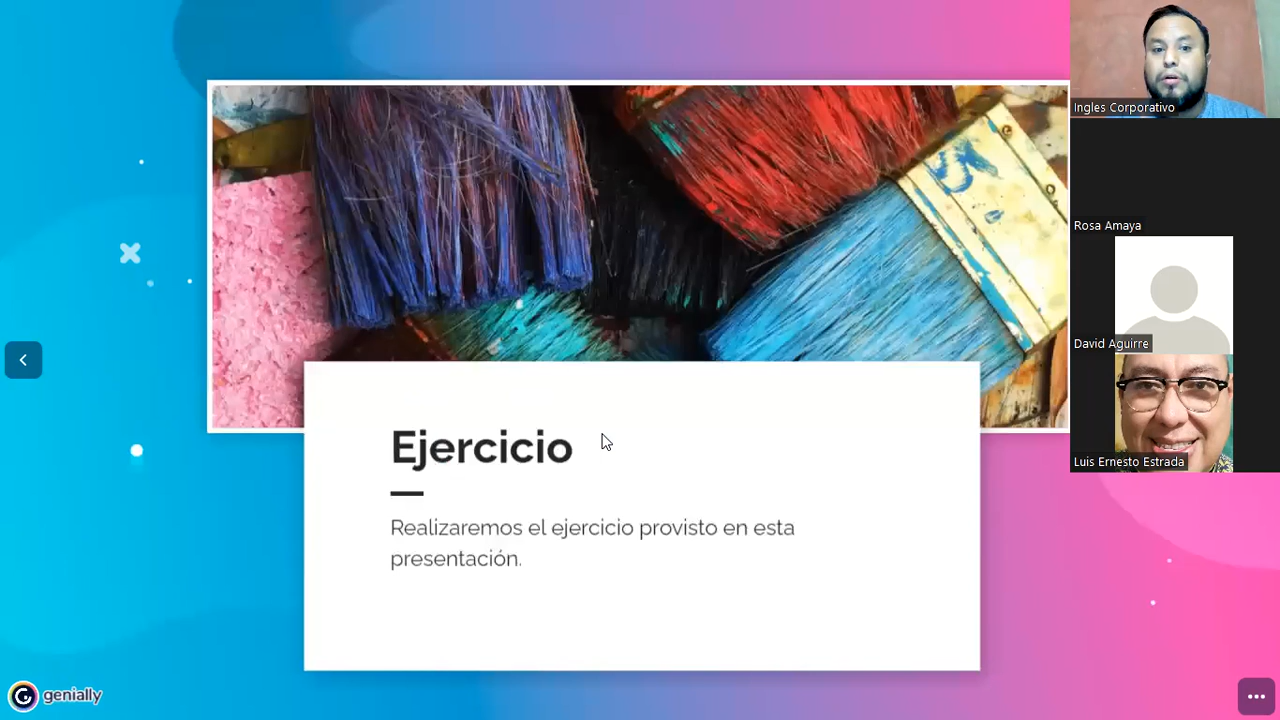 Ingles Corporativo
Rosa Amaya
David Aguirre
Luis Ernesto Estrada
Ejercicio
Realizaremos el ejercicio provisto en esta
presentación.
genially